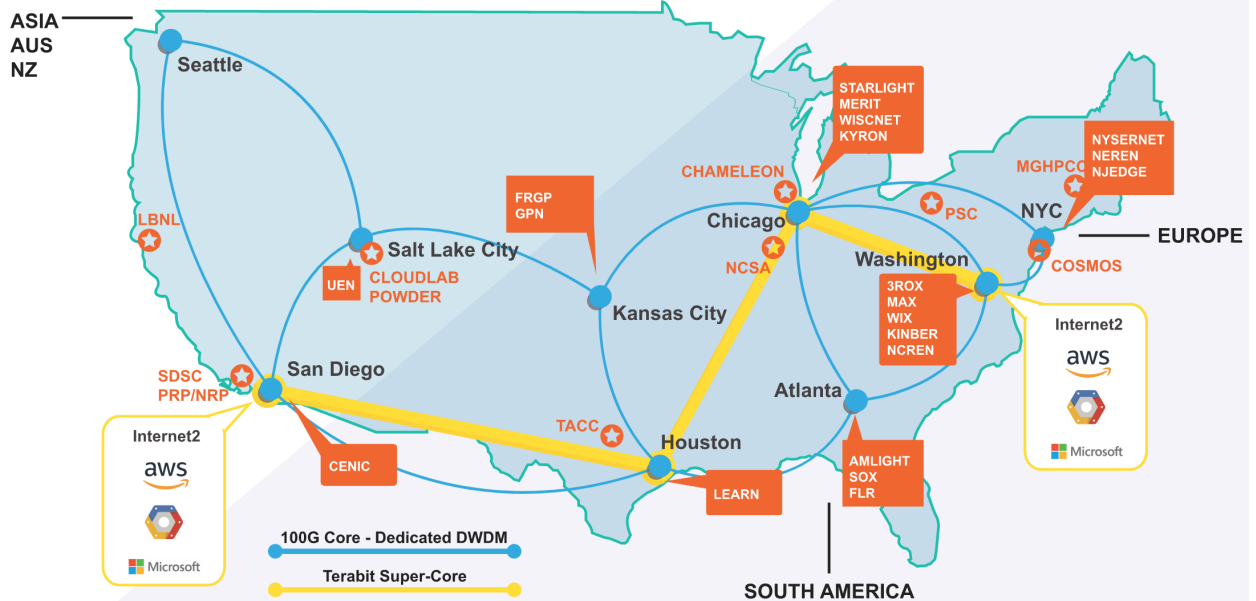 ASIA
AUS
NZ
Seattle
STARLIGHT
MERIT
WISCNET
KYRON
NYSERNET
NEREN
NJEDGE
CHAMELEON
MGHPCC
FRGP
GPN
PSC
NYC
LBNL
Chicago
EUROPE
Salt Lake City
NCSA
Washington
COSMOS
UEN
CLOUDLAB
POWDER
3ROX
MAX
WIX
KINBER
NCREN
Kansas City
Internet2
aws
Microsoft
San Diego
SDSC
PRP/NRP
Atlanta
TACC
Houston
Internet2
aws
Microsoft
CENIC
LEARN
AMLIGHT
SOX
FLR
100G Core - Dedicated DWDM
Terabit Super-Core
SOUTH AMERICA